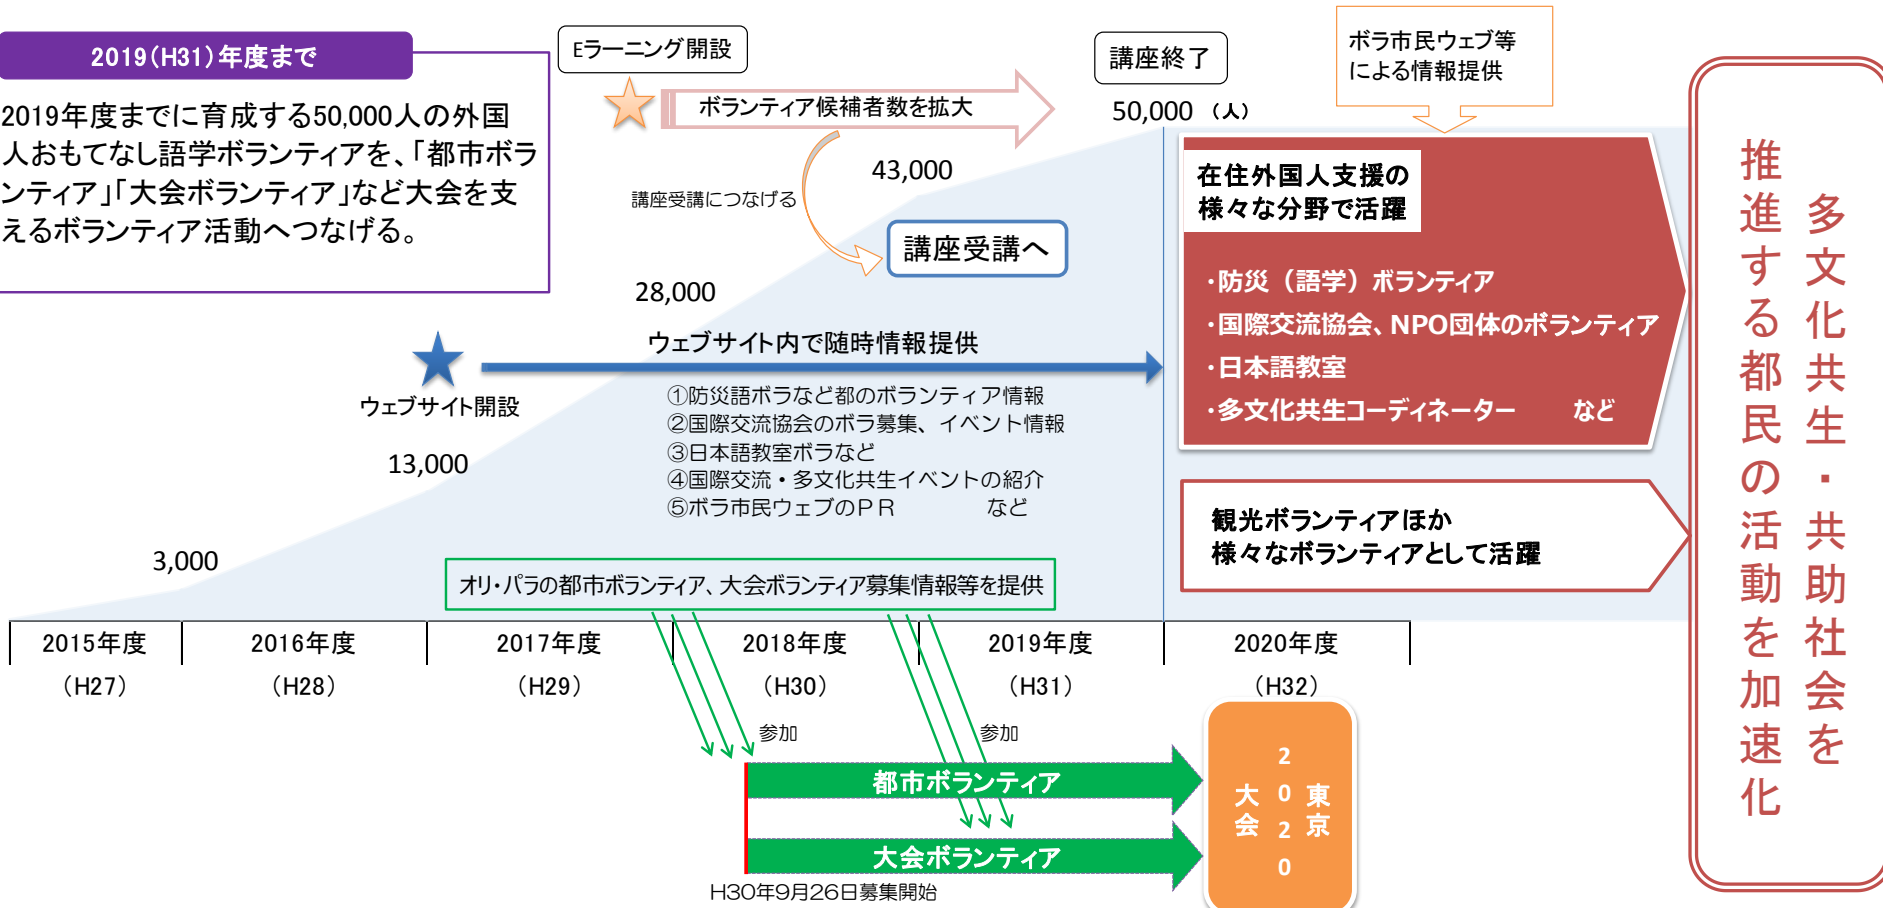 2019(H31)年度まで
2019年度までに育成する50,000人の外国
人おもてなし語学ボランティアを、「都市ボラ
ンティア」「大会ボランティア」など大会を支
えるボランティア活動へつなげる。
Eラーニング開設
ボランティア候補者数を拡大
講座受講につなげる
講座受講へ
講座終了
50,000 (人)
43,000
28,000
13,000
3,000
ボラ市民ウェブ等
による情報提供
在住外国人支援の
様々な分野で活躍
・防災（語学）ボランティア
・国際交流協会、NPO団体のボランティア
・日本語教室
・多文化共生コーディネーター　　など
ウェブサイト開設
ウェブサイト内で随時情報提供
①防災語ボラなど都のボランティア情報
②国際交流協会のボラ募集、イベント情報
③日本語教室ボラなど
④国際交流・多文化共生イベントの紹介
⑤ボラ市民ウェブのＰＲ　　　など
観光ボランティアほか
様々なボランティアとして活躍
オリ・パラの都市ボランティア、大会ボランティア募集情報等を提供
2015年度
（H27）
2016年度
（H28）
2017年度
（H29）
2018年度
（H30）
2019年度
（H31）
2020年度
（H32）
参加
参加
都市ボランティア
大会ボランティア
H30年9月26日募集開始
東京
2020
大会
多文化共生・共助社会を
推進する都民の活動を加速化